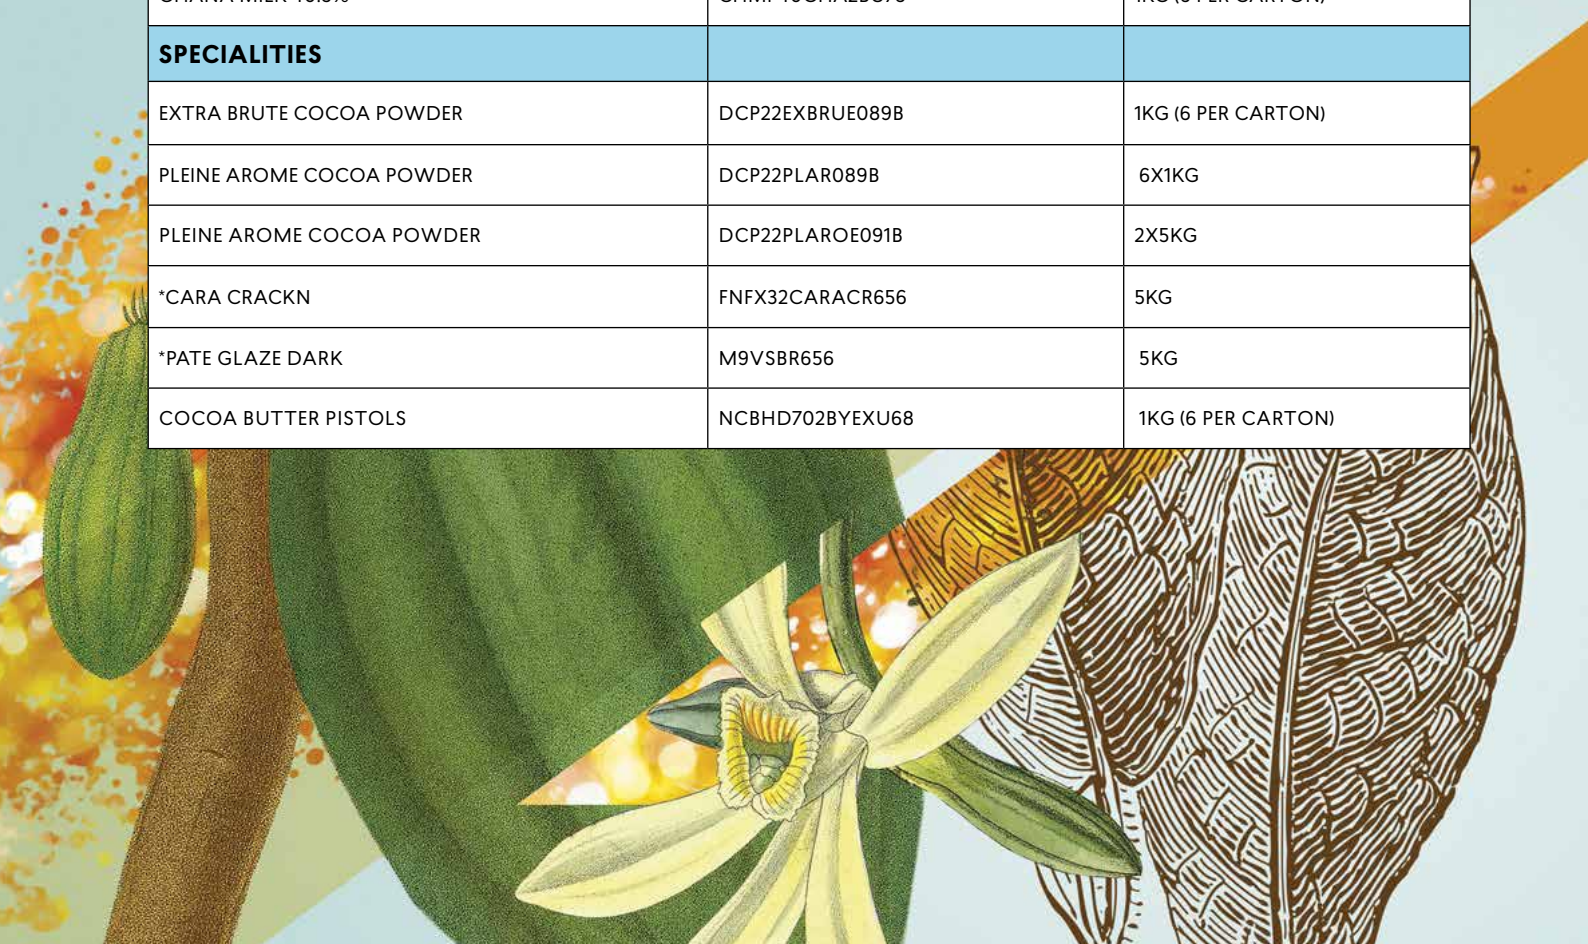 SPECIALITIES
EXTRA BRUTE COCOA POWDER DCP22EXBRUE089B 1KG (6 PER CARTON)
PLEINE AROME COCOA POWDER DCP22PLAR089B 6X1KG
PLEINE AROME COCOA POWDER DCP22PLAROE091B 2X5KG
*CARA CRACKN FNFX32CARACR656 5KG
*PATE GLAZE DARK M9VSBR656 5KG
COCOA BUTTER PISTOLS NCBHD702BYEXU68 1KG (6 PER CARTON)